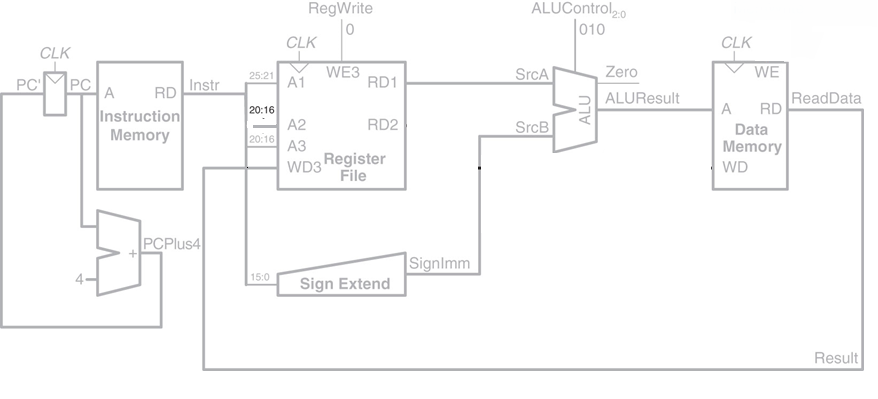 RegWrite
0
ALUControl2:0
010
CLK
CLK
CLK
PC'
PC
A
RD
Instruction
Memory
Instr
25:21
20:16
20:16
15:0
A1
A2
A3
WD3
WE3
RD1
RD2
Register
File
SrcA
SrcB
ALU
Zero
ALUResult
WE
A
RD
Data
Memory
WD
ReadData
+
4
PCPlus4
Sign Extend
SignImm
Result